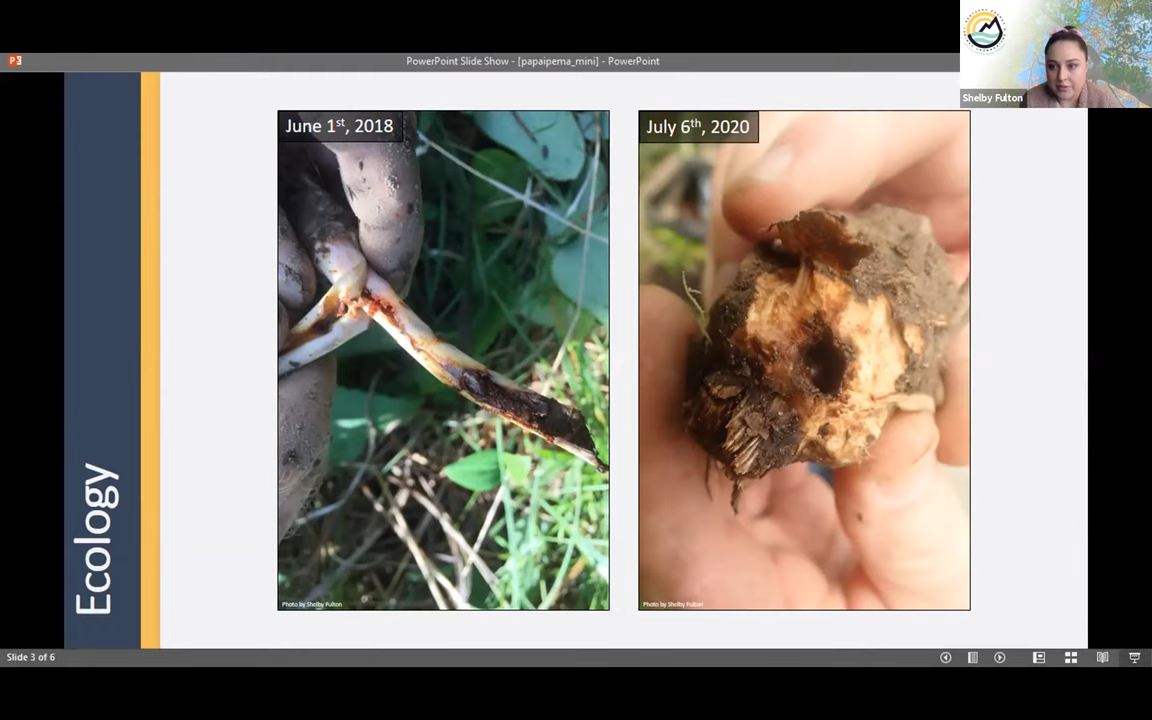 PowerPoint Slide Show - [papaipema_mini] - PowerPoint
Shelby Fulton
June 1st, 2018
July 6th, 2020
Ecology
Photo by Shelby Fulton
Photo by Shelby Fulton
Slide 3 of 6